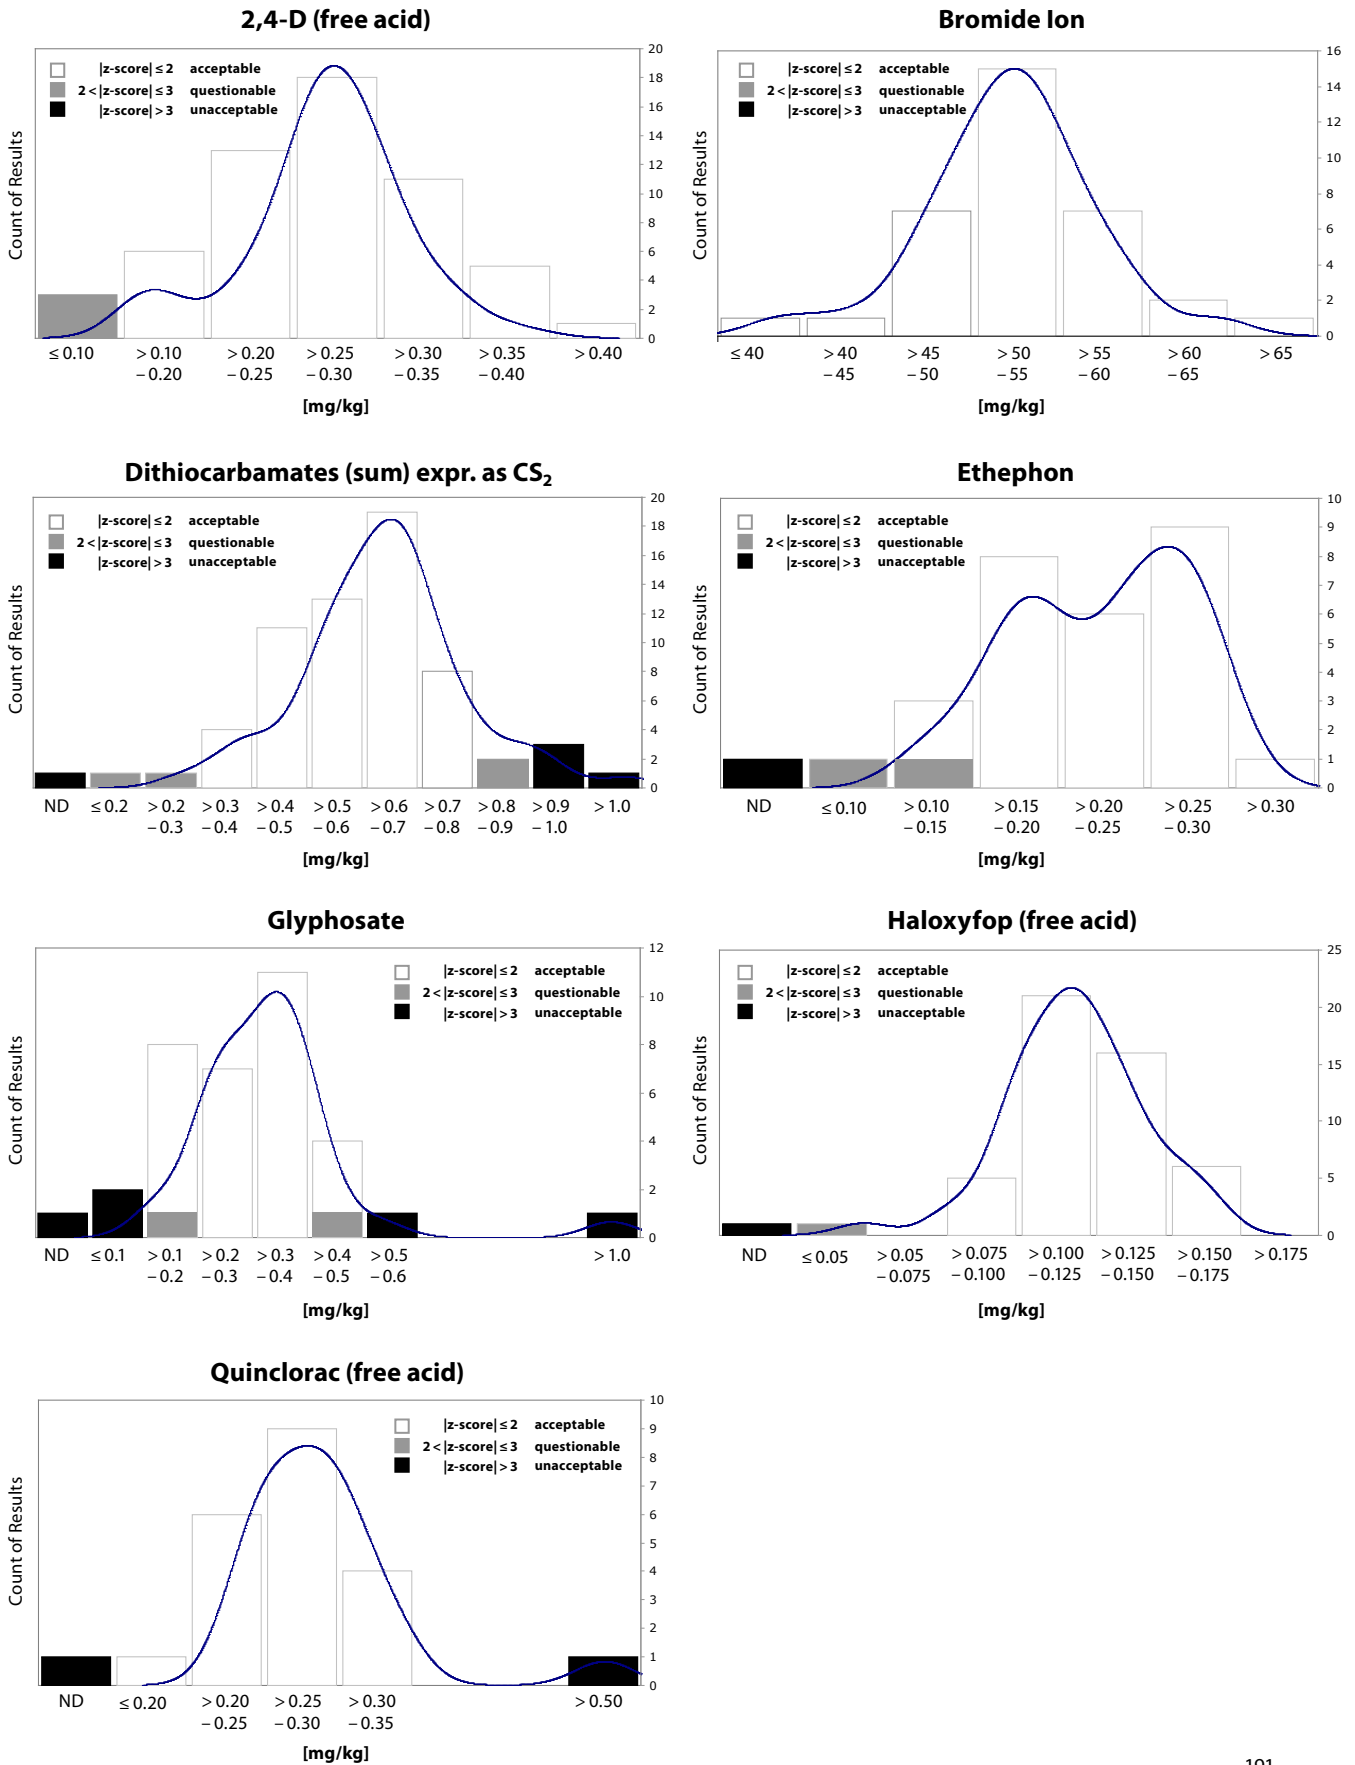 2,4-D (free acid)
|z-score| ≤ 2 acceptable
2 < |z-score| ≤ 3 questionable
|z-score| > 3 unacceptable
Count of Results
20
18
16
14
12
10
8
6
4
2
0
≤ 0.10 > 0.10 > 0.20 > 0.25 > 0.30 > 0.35 > 0.40
– 0.20 – 0.25 – 0.30 – 0.35 – 0.40
[mg/kg]
Bromide Ion
|z-score| ≤ 2 acceptable
2 < |z-score| ≤ 3 questionable
|z-score| > 3 unacceptable
Count of Results
16
14
12
10
8
6
4
2
0
≤ 40 > 40 > 45 > 50 > 55 > 60 > 65
– 45 – 50 – 55 – 60 – 65
[mg/kg]
Dithiocarbamates (sum) expr. as CS₂
|z-score| ≤ 2 acceptable
2 < |z-score| ≤ 3 questionable
|z-score| > 3 unacceptable
Count of Results
20
18
16
14
12
10
8
6
4
2
0
ND ≤ 0.2 > 0.2 > 0.3 > 0.4 > 0.5 > 0.6 > 0.7 > 0.8 > 0.9 > 1.0
– 0.3 – 0.4 – 0.5 – 0.6 – 0.7 – 0.8 – 0.9 – 1.0
[mg/kg]
Ethephon
|z-score| ≤ 2 acceptable
2 < |z-score| ≤ 3 questionable
|z-score| > 3 unacceptable
Count of Results
10
9
8
7
6
5
4
3
2
1
0
ND ≤ 0.10 > 0.10 > 0.15 > 0.20 > 0.25 > 0.30
– 0.15 – 0.20 – 0.25 – 0.30
[mg/kg]
Glyphosate
|z-score| ≤ 2 acceptable
2 < |z-score| ≤ 3 questionable
|z-score| > 3 unacceptable
Count of Results
12
10
8
6
4
2
0
ND ≤ 0.1 > 0.1 > 0.2 > 0.3 > 0.4 > 0.5 > 1.0
– 0.2 – 0.3 – 0.4 – 0.5 – 0.6
[mg/kg]
Haloxyfop (free acid)
|z-score| ≤ 2 acceptable
2 < |z-score| ≤ 3 questionable
|z-score| > 3 unacceptable
Count of Results
25
20
15
10
5
0
ND ≤ 0.05 > 0.05 > 0.075 > 0.100 > 0.125 > 0.150 > 0.175
– 0.075 – 0.100 – 0.125 – 0.150 – 0.175
[mg/kg]
Quinclorac (free acid)
|z-score| ≤ 2 acceptable
2 < |z-score| ≤ 3 questionable
|z-score| > 3 unacceptable
Count of Results
10
9
8
7
6
5
4
3
2
1
0
ND ≤ 0.20 > 0.20 > 0.25 > 0.30 > 0.50
– 0.25 – 0.30 – 0.35
[mg/kg]